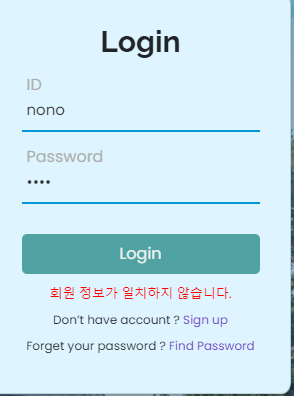 Login
ID
nono
Password
••••
Login
회원 정보가 일치하지 않습니다.
Don't have account ? Sign up
Forget your password ? Find Password